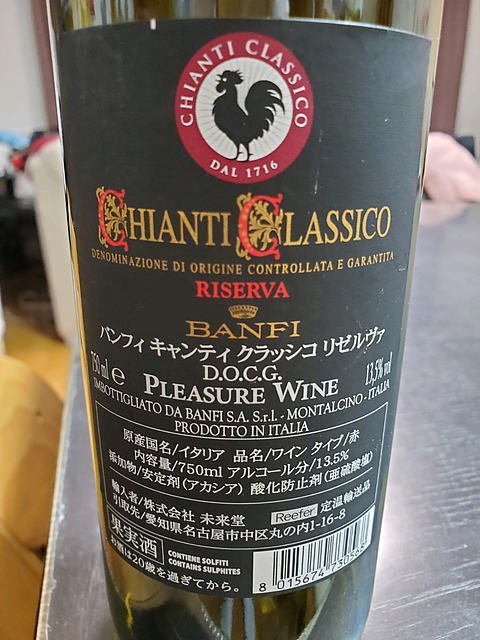 CHIANTI CLASSICO
DAL 1716
CHIANTI CLASSICO
DENOMINAZIONE DI ORIGINE CONTROLLATA E GARANTITA
RISERVA
BANFI
バンフィ キャンティ クラッシコ リゼルヴァ
D.O.C.G.
750 ml e PLEASURE WINE 13,5% vol
IMBOTTIGLIATO DA BANFI S.A. S.r.l. - MONTALCINO - ITALIA
PRODOTTO IN ITALIA
原産国名/イタリア 品名/ワイン タイプ/赤
内容量/750ml アルコール分/13.5%
添加物/安定剤(アカシア) 酸化防止剤(亜硫酸塩)
輸入者/株式会社 未来堂 Reefer 定温輸送品
引取先/愛知県名古屋市中区丸の内1-16-8
果実酒
CONTIENE SOLFITI
CONTAINS SULPHITES
お酒は20歳を過ぎてから。
8 015674